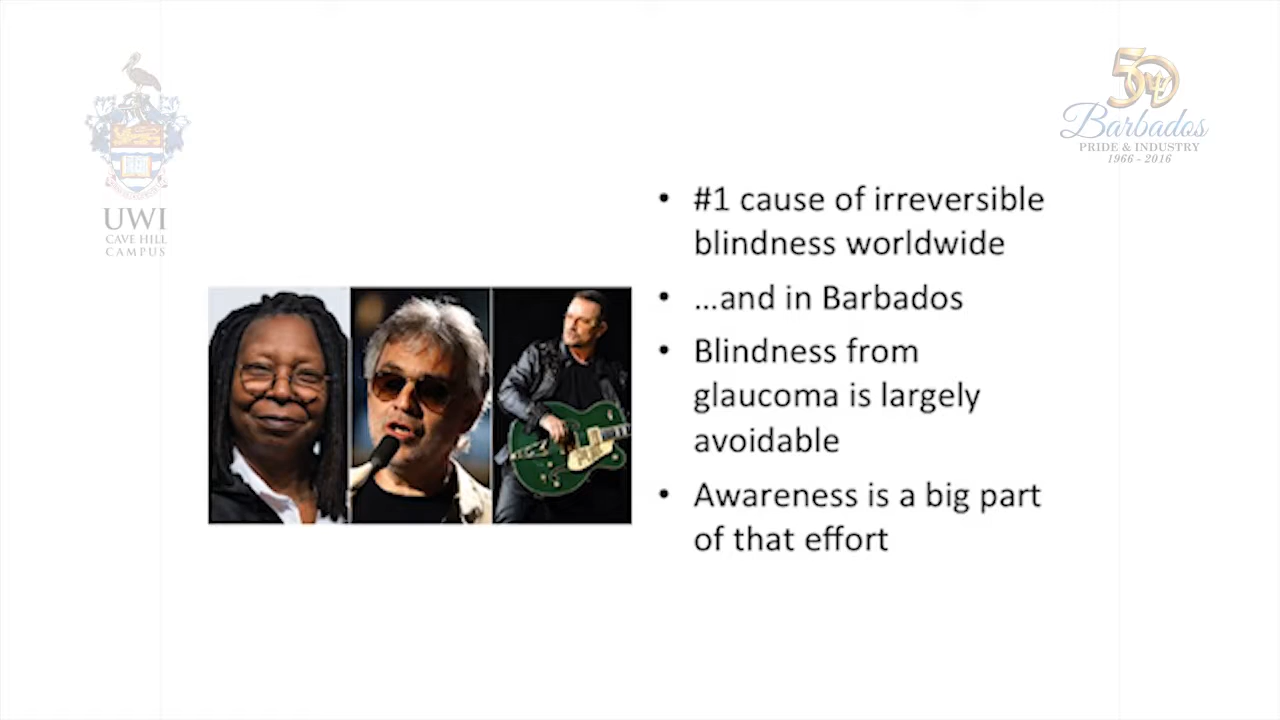 50
Barbados
PRIDE & INDUSTRY
1966 - 2016
UWI
CAVE HILL
CAMPUS
• #1 cause of irreversible
blindness worldwide
• ...and in Barbados
• Blindness from
glaucoma is largely
avoidable
• Awareness is a big part
of that effort